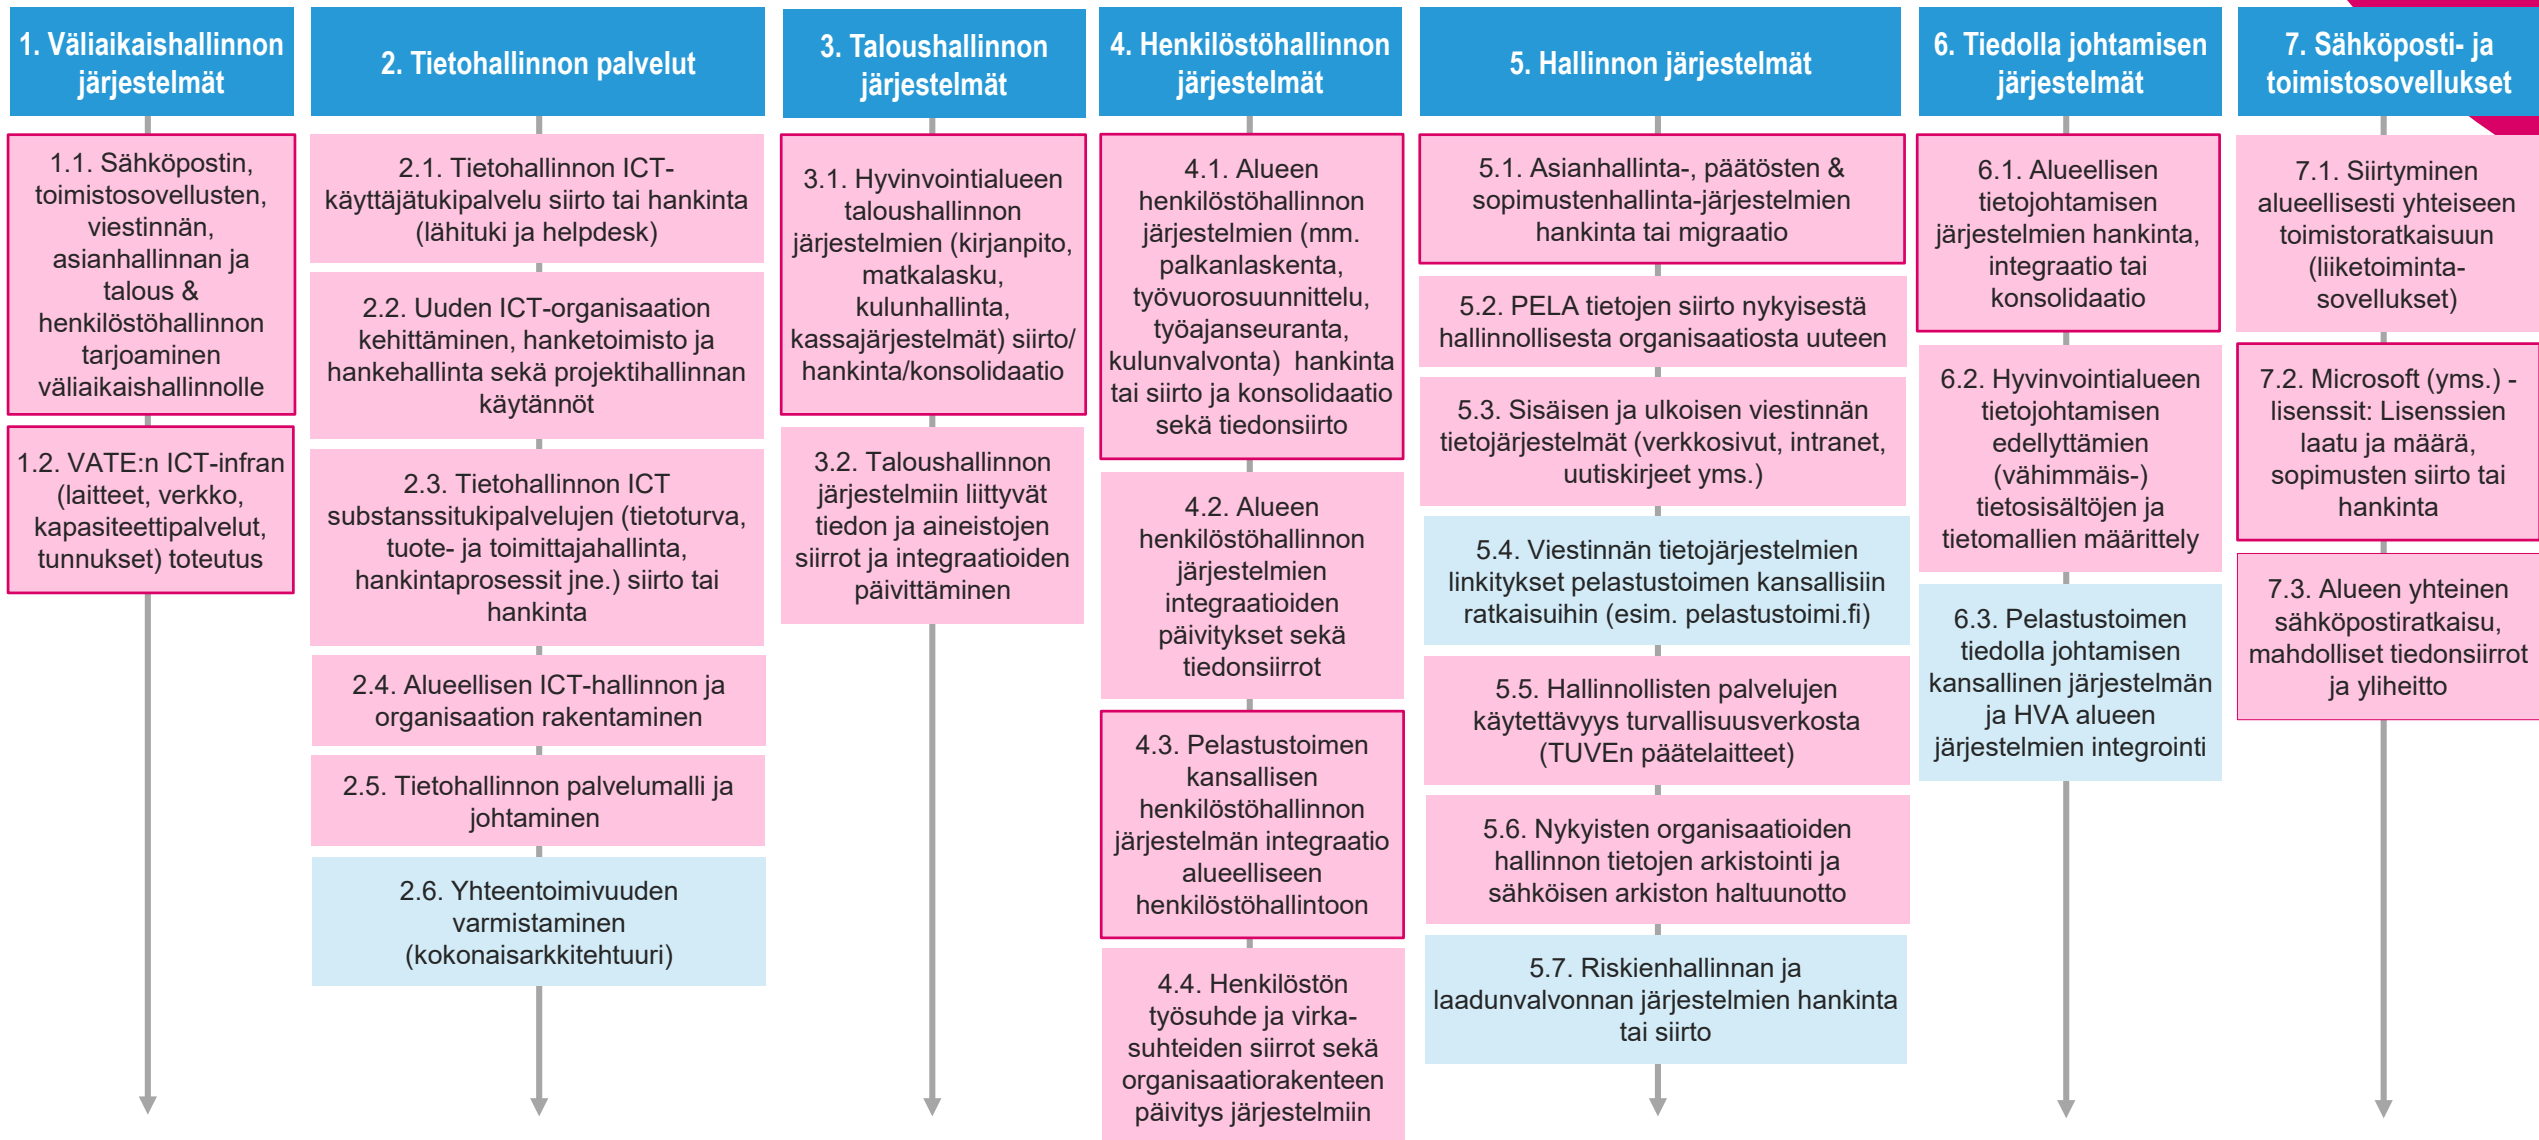 1. Väliaikaishallinnon
järjestelmät
1.1. Sähköpostin,
toimistosovellusten,
viestinnän,
asianhallinnan ja
talous &
henkilöstöhallinnon
tarjoaminen
väliaikaishallinnolle
1.2. VATE:n ICT-infran
(laitteet, verkko,
kapasiteettipalvelut,
tunnukset) toteutus
2. Tietohallinnon palvelut
2.1. Tietohallinnon ICT-
käyttäjätukipalvelu siirto tai hankinta
(lähituki ja helpdesk)
2.2. Uuden ICT-organisaation
kehittäminen, hanketoimisto ja
hankehallinta sekä projektihallinnan
käytännöt
2.3. Tietohallinnon ICT
substanssitukipalvelujen (tietoturva,
tuote- ja toimittajahallinta,
hankintaprosessit jne.) siirto tai
hankinta
2.4. Alueellisen ICT-hallinnon ja
organisaation rakentaminen
2.5. Tietohallinnon palvelumalli ja
johtaminen
2.6. Yhteentoimivuuden
varmistaminen
(kokonaisarkkitehtuuri)
3. Taloushallinnon
järjestelmät
3.1. Hyvinvointialueen
taloushallinnon
järjestelmien (kirjanpito,
matkalasku,
kulunhallinta,
kassajärjestelmät) siirto/
hankinta/konsolidaatio
3.2. Taloushallinnon
järjestelmiin liittyvät
tiedon ja aineistojen
siirrot ja integraatioiden
päivittäminen
4. Henkilöstöhallinnon
järjestelmät
4.1. Alueen
henkilöstöhallinnon
järjestelmien (mm.
palkanlaskenta,
työvuorosuunnittelu,
työajanseuranta,
kulunvalvonta) hankinta
tai siirto ja konsolidaatio
sekä tiedonsiirto
4.2. Alueen
henkilöstöhallinnon
järjestelmien
integraatioiden
päivitykset sekä
tiedonsiirrot
4.3. Pelastustoimen
kansallisen
henkilöstöhallinnon
järjestelmän integraatio
alueelliseen
henkilöstöhallintoon
4.4. Henkilöstön
työsuhde ja virka-
suhteiden siirrot sekä
organisaatiorakenteen
päivitys järjestelmiin
5. Hallinnon järjestelmät
5.1. Asianhallinta-, päätösten &
sopimustenhallinta-järjestelmien
hankinta tai migraatio
5.2. PELA tietojen siirto nykyisestä
hallinnollisesta organisaatiosta uuteen
5.3. Sisäisen ja ulkoisen viestinnän
tietojärjestelmät (verkkosivut, intranet,
uutiskirjeet yms.)
5.4. Viestinnän tietojärjestelmien
linkitykset pelastustoimen kansallisiin
ratkaisuihin (esim. pelastustoimi.fi)
5.5. Hallinnollisten palvelujen
käytettävyys turvallisuusverkosta
(TUVEn päätelaitteet)
5.6. Nykyisten organisaatioiden
hallinnon tietojen arkistointi ja
sähköisen arkiston haltuunotto
5.7. Riskienhallinnan ja
laadunvalvonnan järjestelmien hankinta
tai siirto
6. Tiedolla johtamisen
järjestelmät
6.1. Alueellisen
tietojohtamisen
järjestelmien hankinta,
integraatio tai
konsolidaatio
6.2. Hyvinvointialueen
tietojohtamisen
edellyttämien
(vähimmäis-)
tietosisältöjen ja
tietomallien määrittely
6.3. Pelastustoimen
tiedolla johtamisen
kansallinen järjestelmän
ja HVA alueen
järjestelmien integrointi
7. Sähköposti- ja
toimistosovellukset
7.1. Siirtyminen
alueellisesti yhteiseen
toimistoratkaisuun
(liiketoiminta-
sovellukset)
7.2. Microsoft (yms.) -
lisenssit: Lisenssien
laatu ja määrä,
sopimusten siirto tai
hankinta
7.3. Alueen yhteinen
sähköpostiratkaisu,
mahdolliset tiedonsiirrot
ja yliheitto